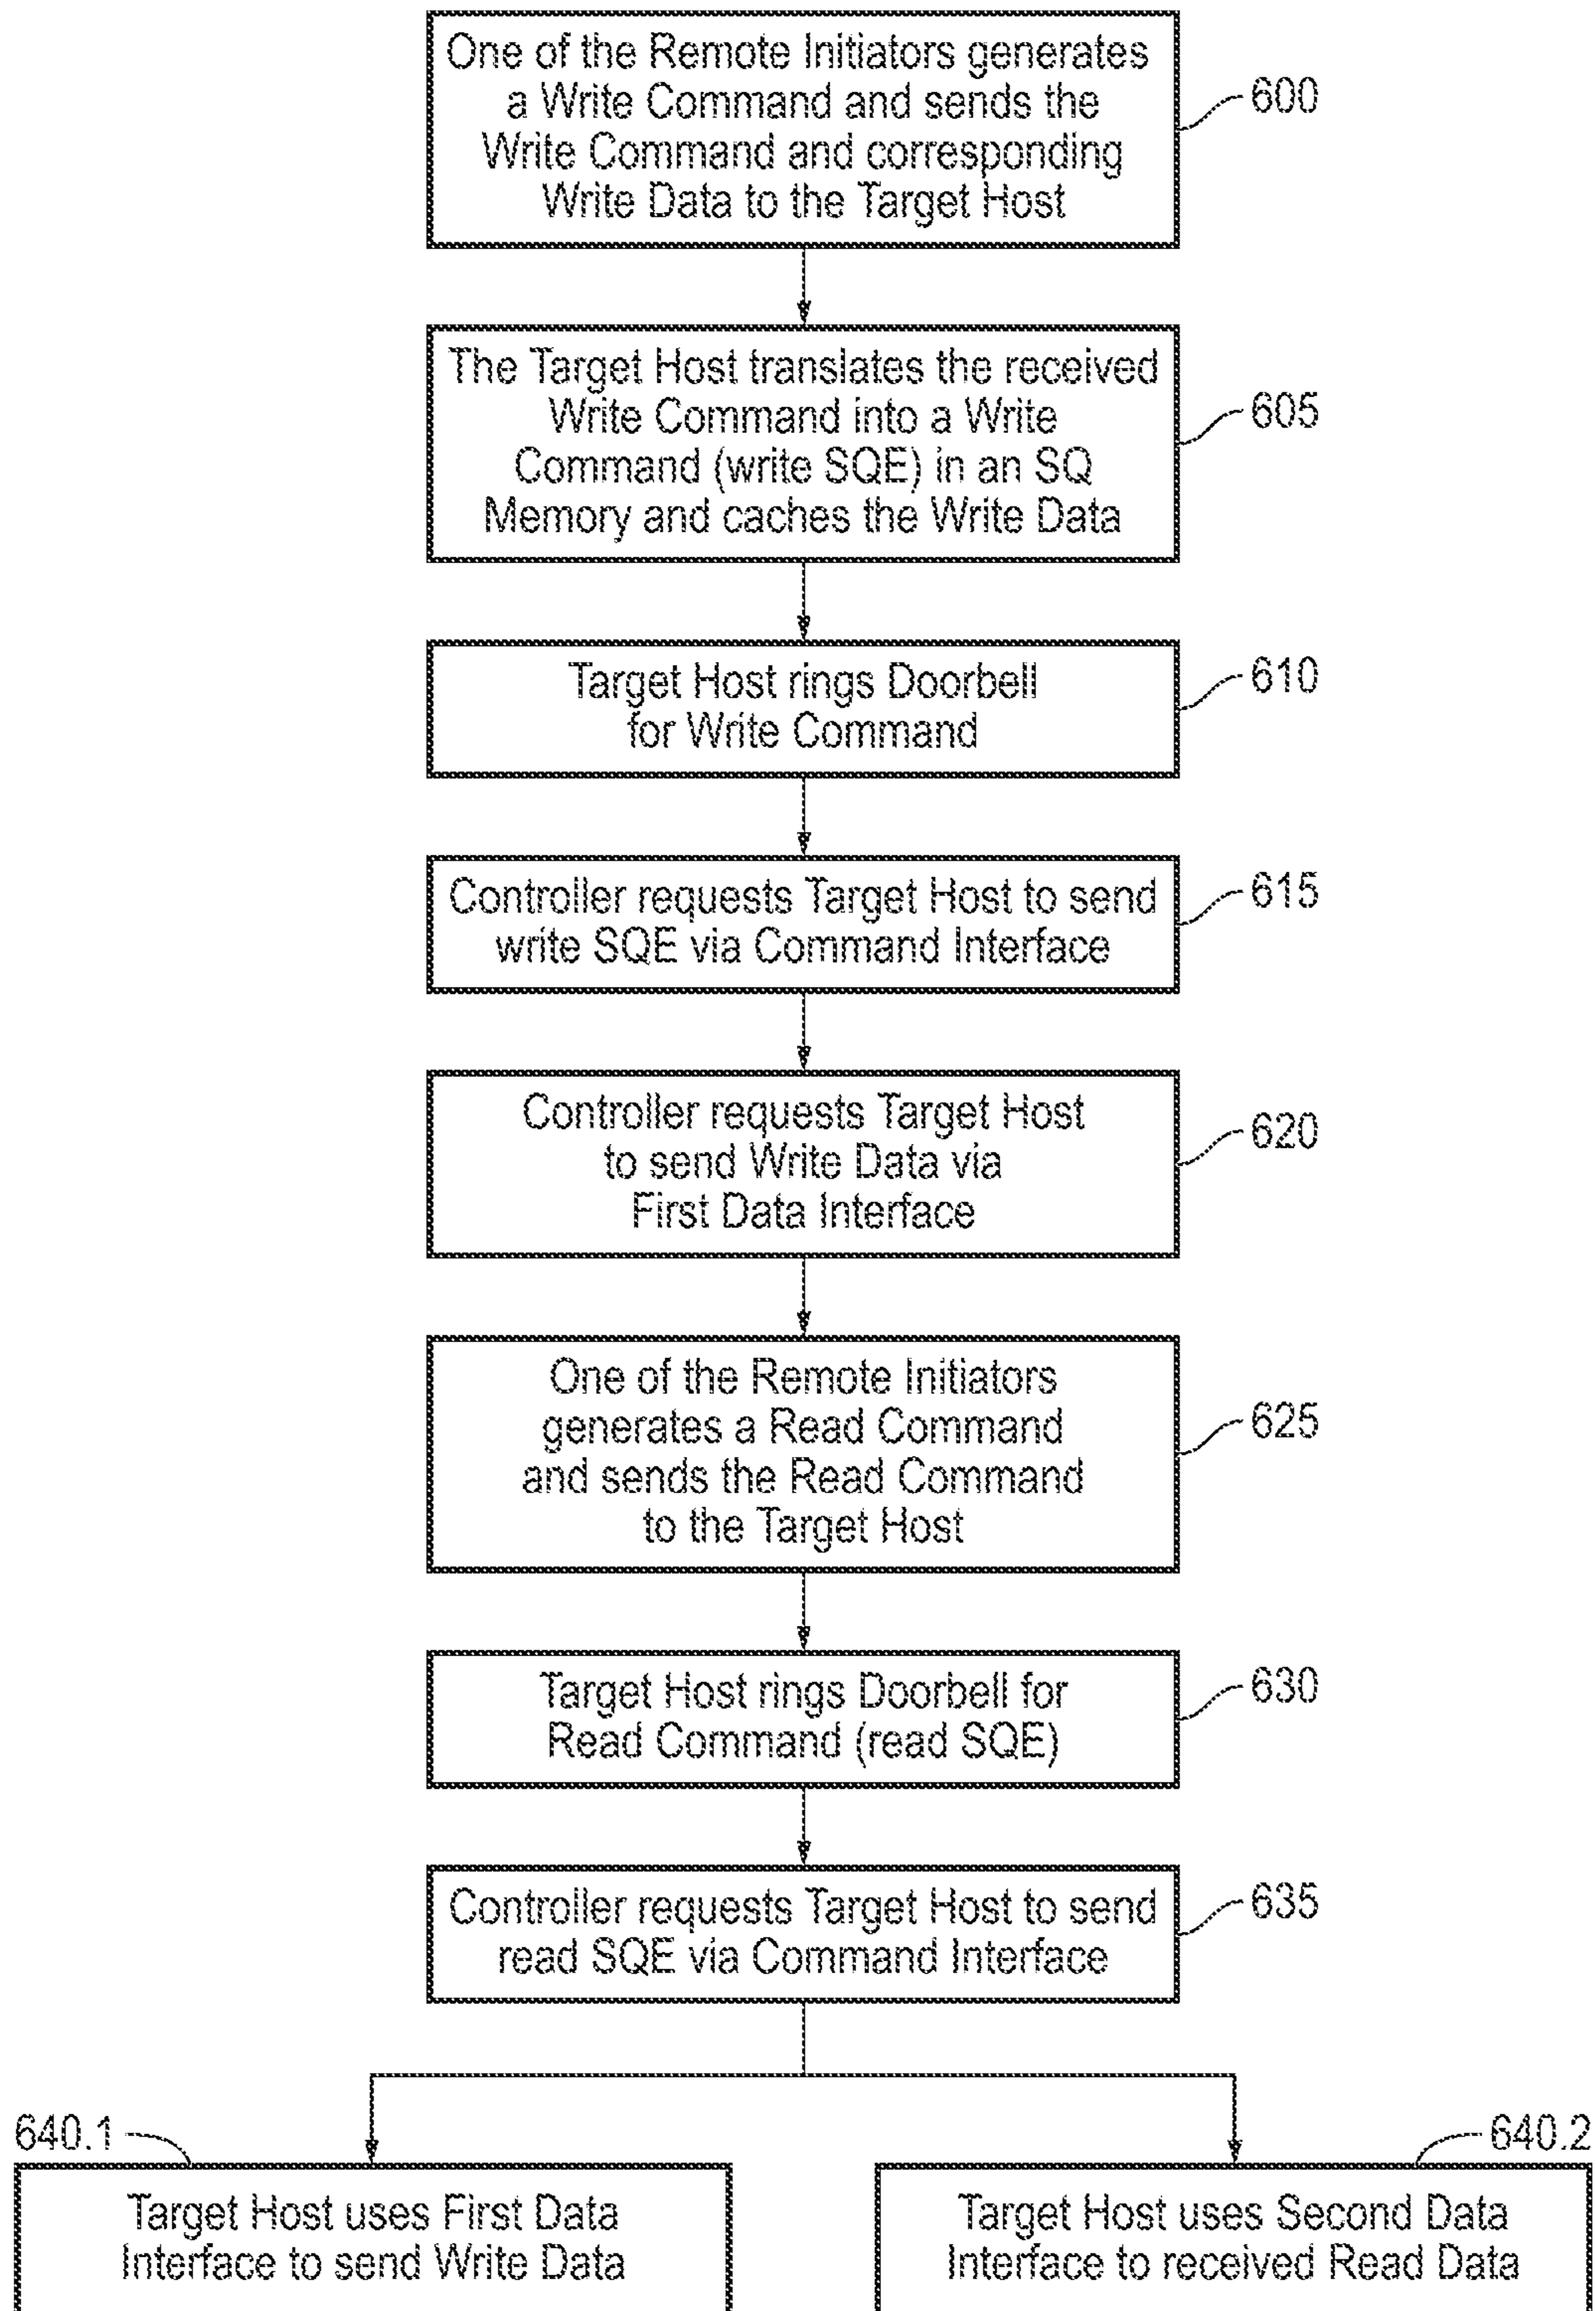 One of the Remote Initiators generates
a Write Command and sends the
Write Command and corresponding
Write Data to the Target Host
600
The Target Host translates the received
Write Command into a Write
Command (write SQE) in an SQ
Memory and caches the Write Data
605
Target Host rings Doorbell
for Write Command
610
Controller requests Target Host to send
write SQE via Command Interface
615
Controller requests Target Host
to send Write Data via
First Data Interface
620
One of the Remote Initiators
generates a Read Command
and sends the Read Command
to the Target Host
625
Target Host rings Doorbell for
Read Command (read SQE)
630
Controller requests Target Host to send
read SQE via Command Interface
635
640.1
Target Host uses First Data
Interface to send Write Data
640.2
Target Host uses Second Data
Interface to received Read Data